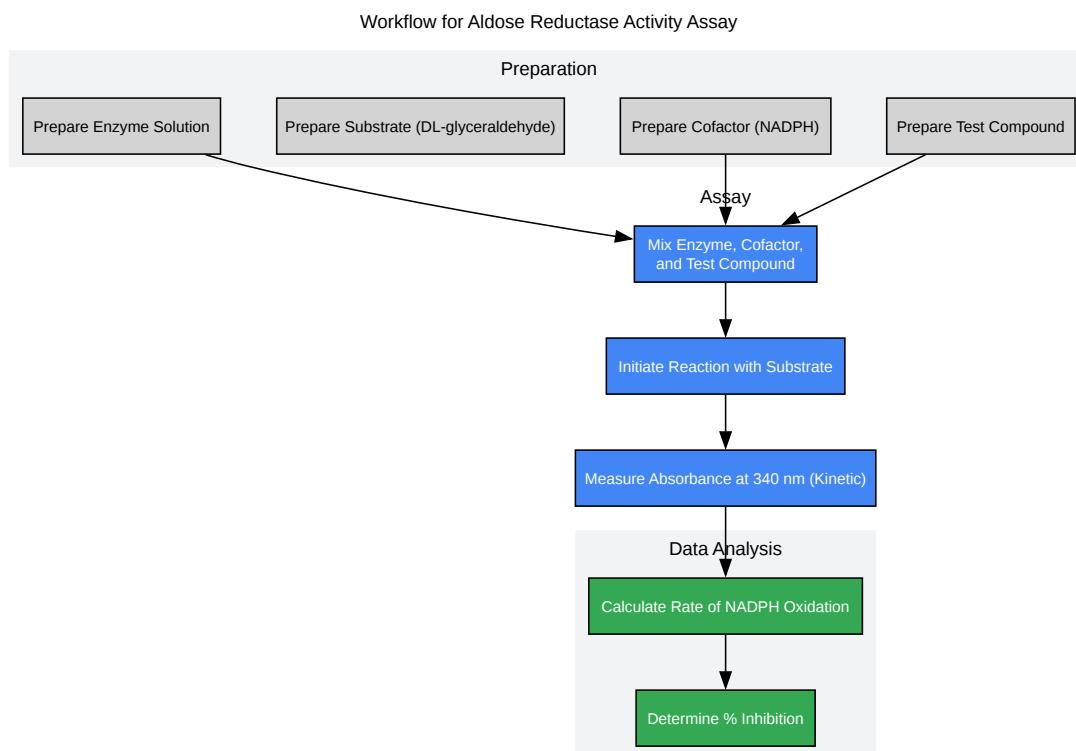 Workflow for Aldose Reductase Activity Assay
Preparation
Prepare Enzyme Solution
Prepare Substrate (DL-glyceraldehyde)
Prepare Cofactor (NADPH)
Prepare Test Compound
Assay
Mix Enzyme, Cofactor,
and Test Compound
Initiate Reaction with Substrate
Measure Absorbance at 340 nm (Kinetic)
Data Analysis
Calculate Rate of NADPH Oxidation
Determine % Inhibition